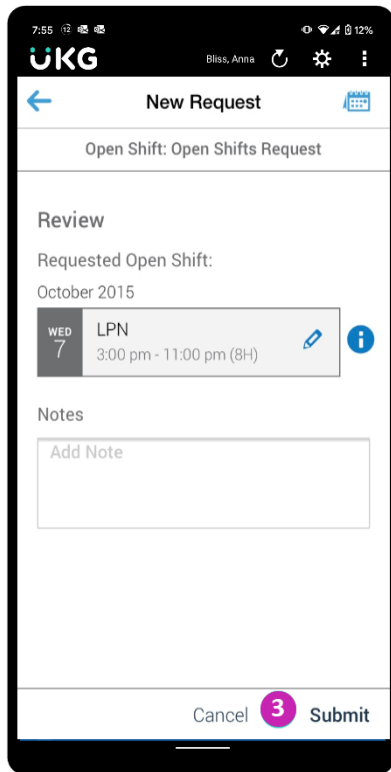 7:55 12 12%
UKG Bliss, Anna
New Request
Open Shift: Open Shifts Request
Review
Requested Open Shift:
October 2015
WED
7
LPN
3:00 pm - 11:00 pm (8H)
Notes
Add Note
Cancel 3 Submit